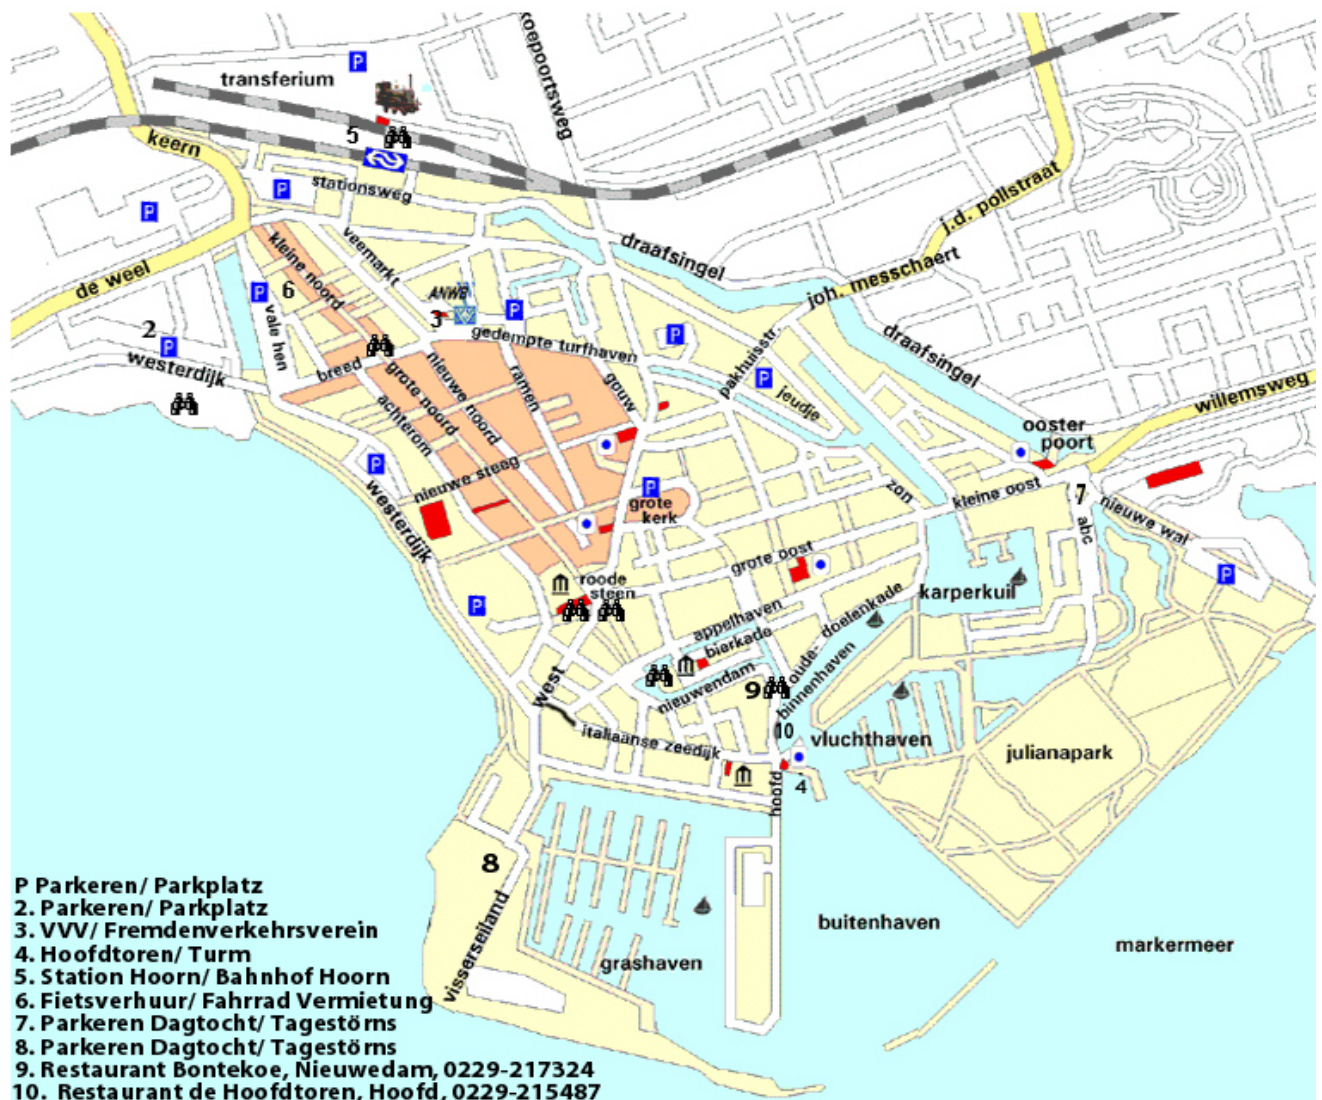 koepoortsweg
P
transferium
5
keern
P
stationsweg
P
j.d. pollstraat
draafsingel
kleine noord
veermarkt
joh. messchaert
de weel
P
6
ANWB
VVV
3
P
2
P
vale hen
gedempte turfhaven
P
draafsingel
westerdijk
breed
grote noord
nieuwe noord
ramen
gouw
pakhuisstr.
P
jeudje
willemsweg
achterom
ooster
poort
P
nieuwe steeg
westerdijk
P
grote
kerk
zon
kleine oost
7
nieuwe wal
abc
P
grote oost
roode
steen
karperkuil
P
appelhaven
bierkade
oude-
doelenkade
west
nieuwendam
9
binnenhaven
10
italiaanse zeedijk
vluchthaven
julianapark
hoofd
4
8
visserseiland
grashaven
buitenhaven
markermeer
P Parkeren/ Parkplatz
2. Parkeren/ Parkplatz
3. VVV/ Fremdenverkehrsverein
4. Hoofdtoren/ Turm
5. Station Hoorn/ Bahnhof Hoorn
6. Fietsverhuur/ Fahrrad Vermietung
7. Parkeren Dagtocht/ Tagestörns
8. Parkeren Dagtocht/ Tagestörns
9. Restaurant Bontekoe, Nieuwedam, 0229-217324
10. Restaurant de Hoofdtoren, Hoofd, 0229-215487